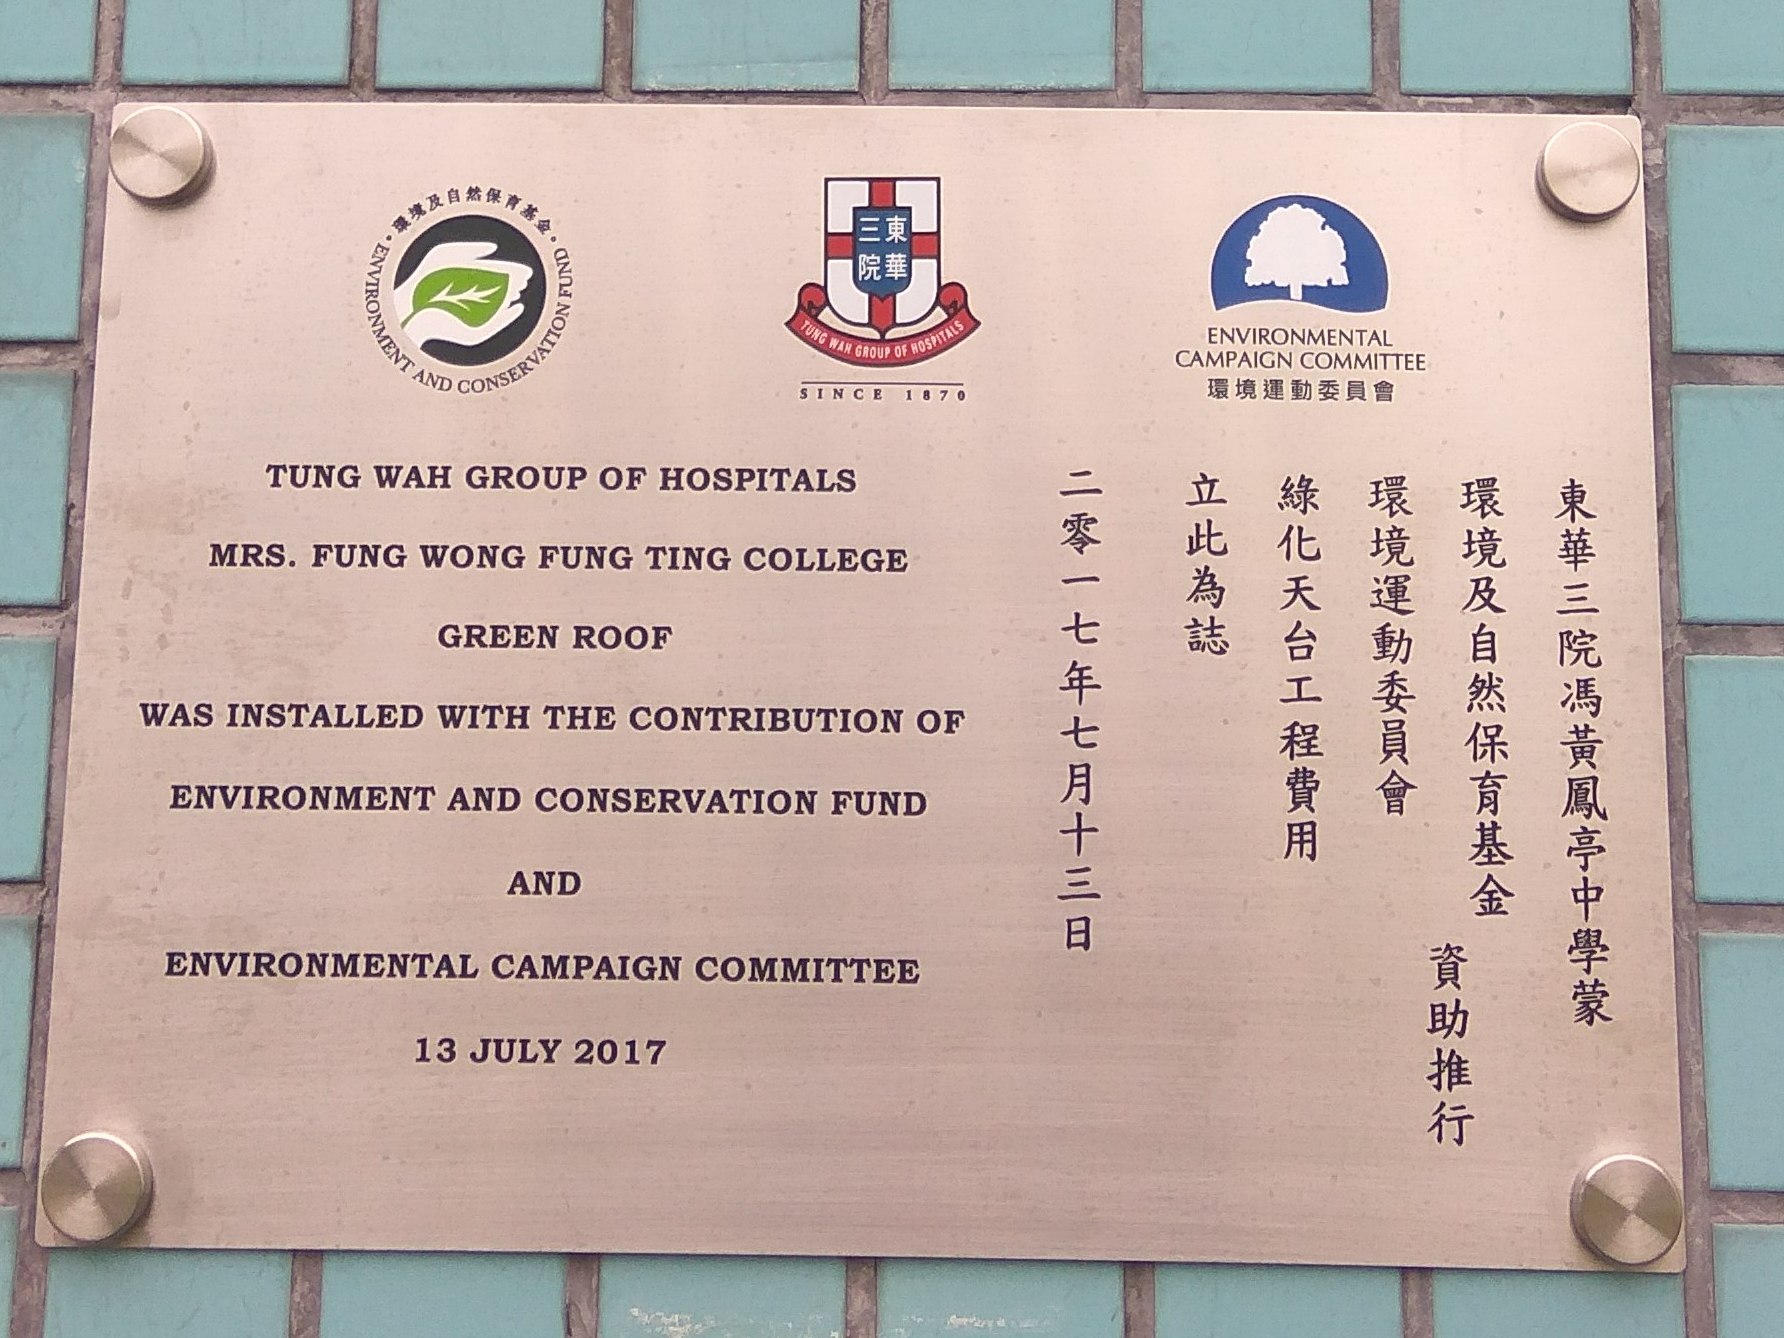 環境及自然保育基金
ENVIRONMENT AND CONSERVATION FUND
三東
院華
TUNG WAH GROUP OF HOSPITALS
SINCE 1870
ENVIRONMENTAL
CAMPAIGN COMMITTEE
環境運動委員會
TUNG WAH GROUP OF HOSPITALS
MRS. FUNG WONG FUNG TING COLLEGE
GREEN ROOF
WAS INSTALLED WITH THE CONTRIBUTION OF
ENVIRONMENT AND CONSERVATION FUND
AND
ENVIRONMENTAL CAMPAIGN COMMITTEE
13 JULY 2017
東華三院馮黃鳳亭中學蒙
環境及自然保育基金
環境運動委員會
資助推行
綠化天台工程費用
立此為誌
二零一七年七月十三日